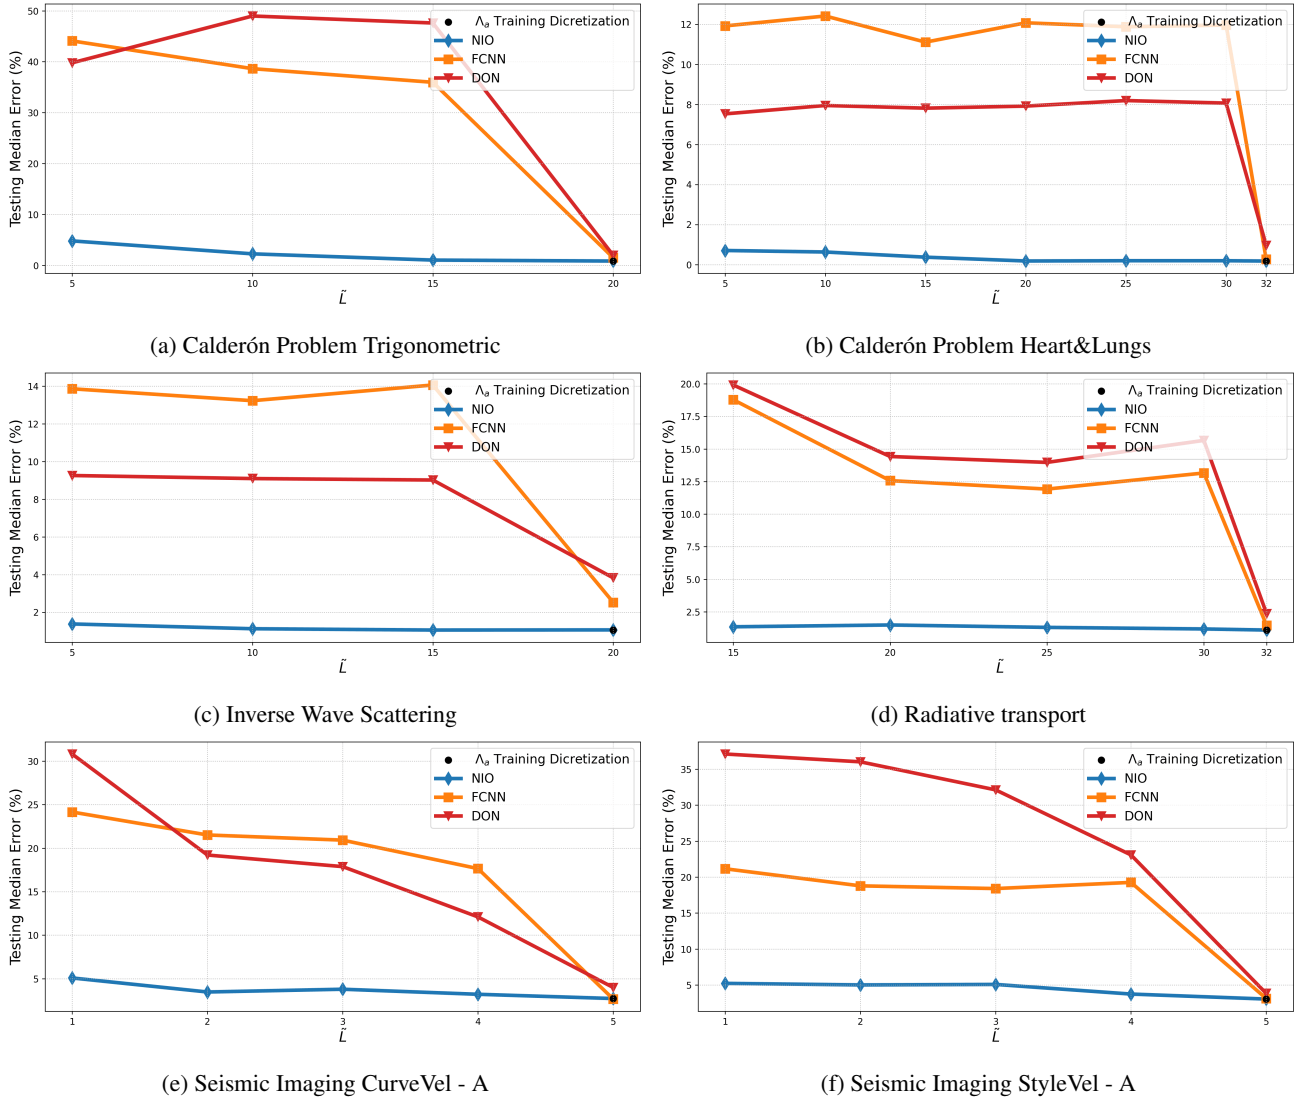 50
40
30
20
10
0
Testing Median Error (%)
5 10 15 20
L̃
Λₐ Training Dicretization
NIO
FCNN
DON
(a) Calderón Problem Trigonometric
12
10
8
6
4
2
0
Testing Median Error (%)
5 10 15 20 25 30 32
L̃
Λₐ Training Dicretization
NIO
FCNN
DON
(b) Calderón Problem Heart&Lungs
14
12
10
8
6
4
2
Testing Median Error (%)
5 10 15 20
L̃
Λₐ Training Dicretization
NIO
FCNN
DON
(c) Inverse Wave Scattering
20.0
17.5
15.0
12.5
10.0
7.5
5.0
2.5
Testing Median Error (%)
15 20 25 30 32
L̃
Λₐ Training Dicretization
NIO
FCNN
DON
(d) Radiative transport
30
25
20
15
10
5
Testing Median Error (%)
1 2 3 4 5
L̃
Λₐ Training Dicretization
NIO
FCNN
DON
(e) Seismic Imaging CurveVel - A
35
30
25
20
15
10
5
Testing Median Error (%)
1 2 3 4 5
L̃
Λₐ Training Dicretization
NIO
FCNN
DON
(f) Seismic Imaging StyleVel - A